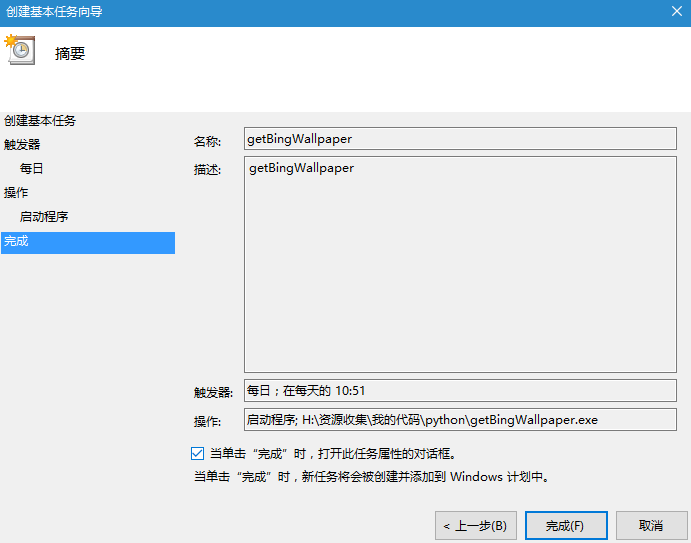 创建基本任务向导
摘要
创建基本任务
触发器
每日
操作
启动程序
完成
名称: getBingWallpaper
描述: getBingWallpaper
触发器: 每日；在每天的 10:51
操作: 启动程序; H:\资源收集\我的代码\python\getBingWallpaper.exe
当单击“完成”时，打开此任务属性的对话框。
当单击“完成”时，新任务将会被创建并添加到 Windows 计划中。
< 上一步(B) 完成(F) 取消